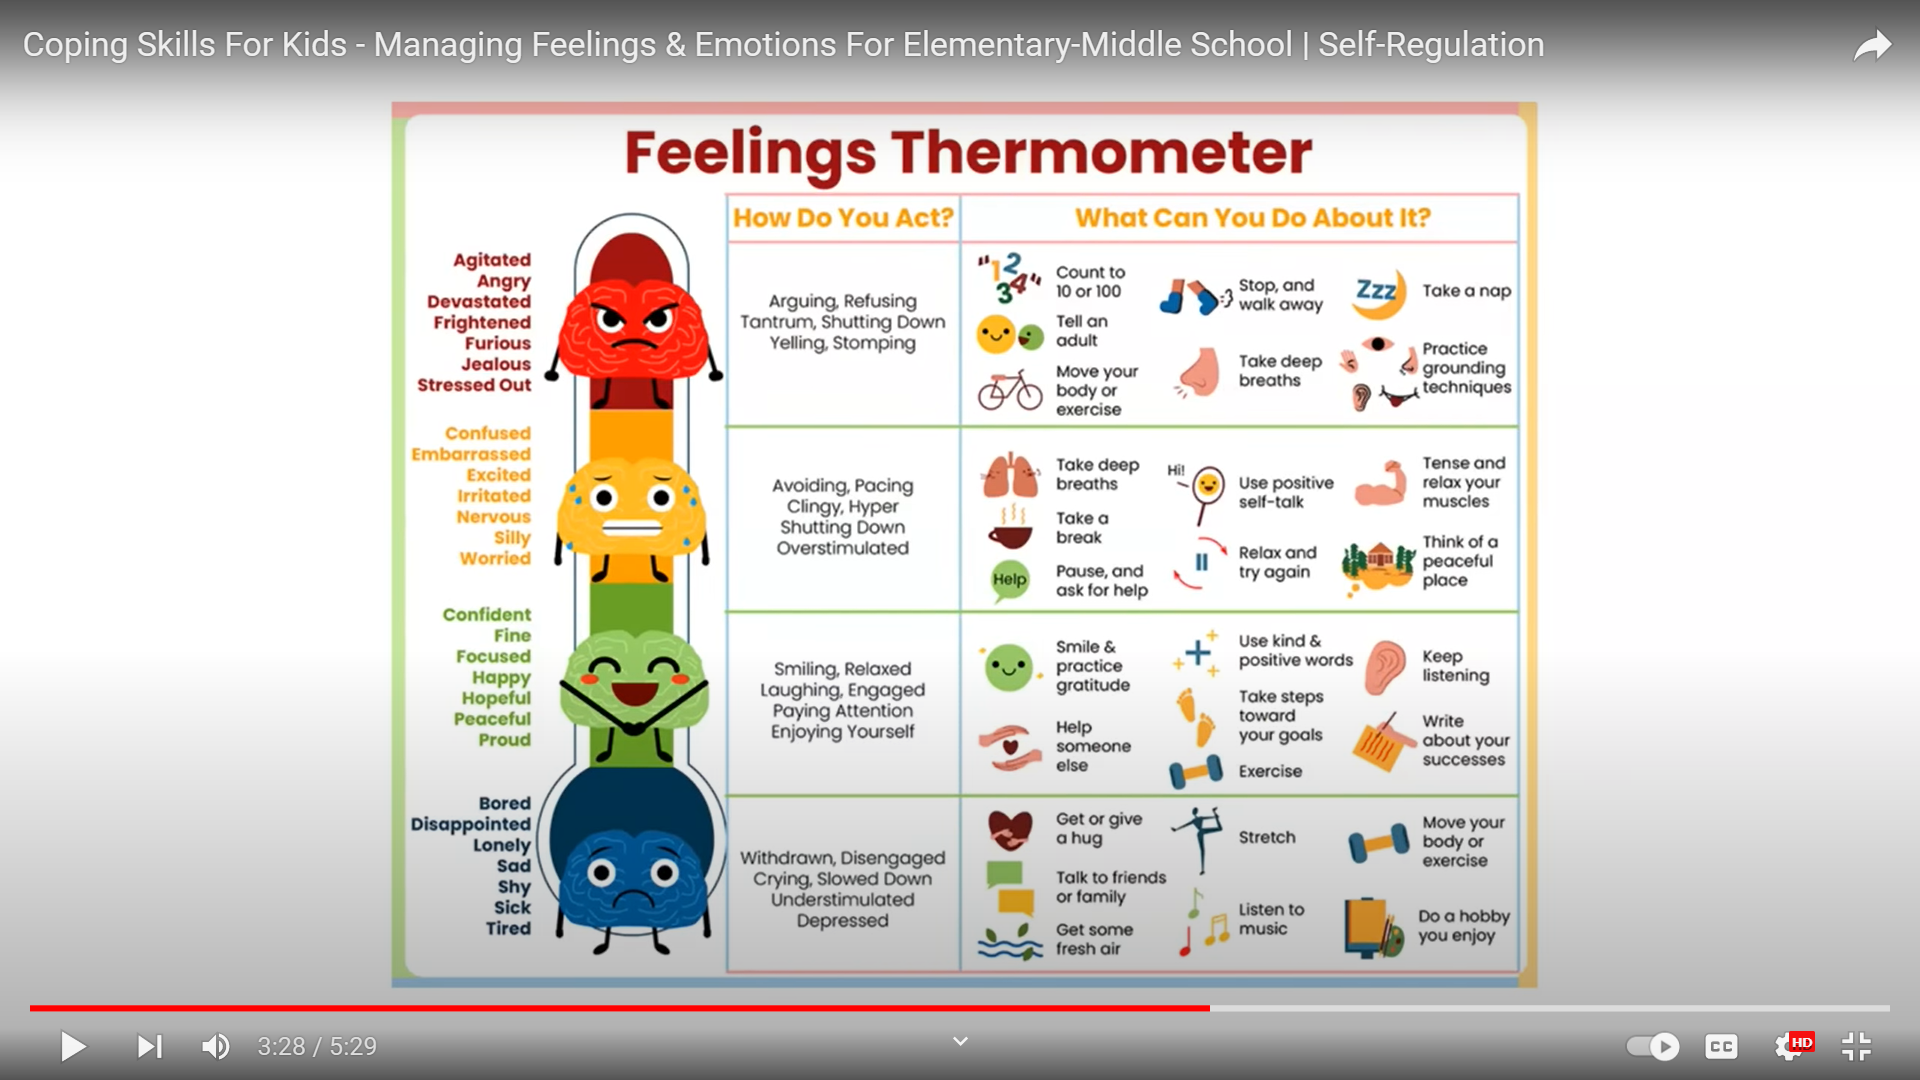 Coping Skills For Kids - Managing Feelings & Emotions For Elementary-Middle School | Self-Regulation
Feelings Thermometer
How Do You Act?
What Can You Do About It?
Agitated
Angry
Devastated
Frightened
Furious
Jealous
Stressed Out
Arguing, Refusing
Tantrum, Shutting Down
Yelling, Stomping
"1234"
Count to
10 or 100
Tell an
adult
Move your
body or
exercise
Stop, and
walk away
Take deep
breaths
Zzz
Take a nap
Practice
grounding
techniques
Confused
Embarrassed
Excited
Irritated
Nervous
Silly
Worried
Avoiding, Pacing
Clingy, Hyper
Shutting Down
Overstimulated
Take deep
breaths
Take a
break
Help
Pause, and
ask for help
Hi!
Use positive
self-talk
Relax and
try again
Tense and
relax your
muscles
Think of a
peaceful
place
Confident
Fine
Focused
Happy
Hopeful
Peaceful
Proud
Smiling, Relaxed
Laughing, Engaged
Paying Attention
Enjoying Yourself
Smile &
practice
gratitude
Help
someone
else
Use kind &
positive words
Take steps
toward
your goals
Exercise
Keep
listening
Write
about your
successes
Bored
Disappointed
Lonely
Sad
Shy
Sick
Tired
Withdrawn, Disengaged
Crying, Slowed Down
Understimulated
Depressed
Get or give
a hug
Talk to friends
or family
Get some
fresh air
Stretch
Listen to
music
Move your
body or
exercise
Do a hobby
you enjoy
3:28 / 5:29
CC
HD